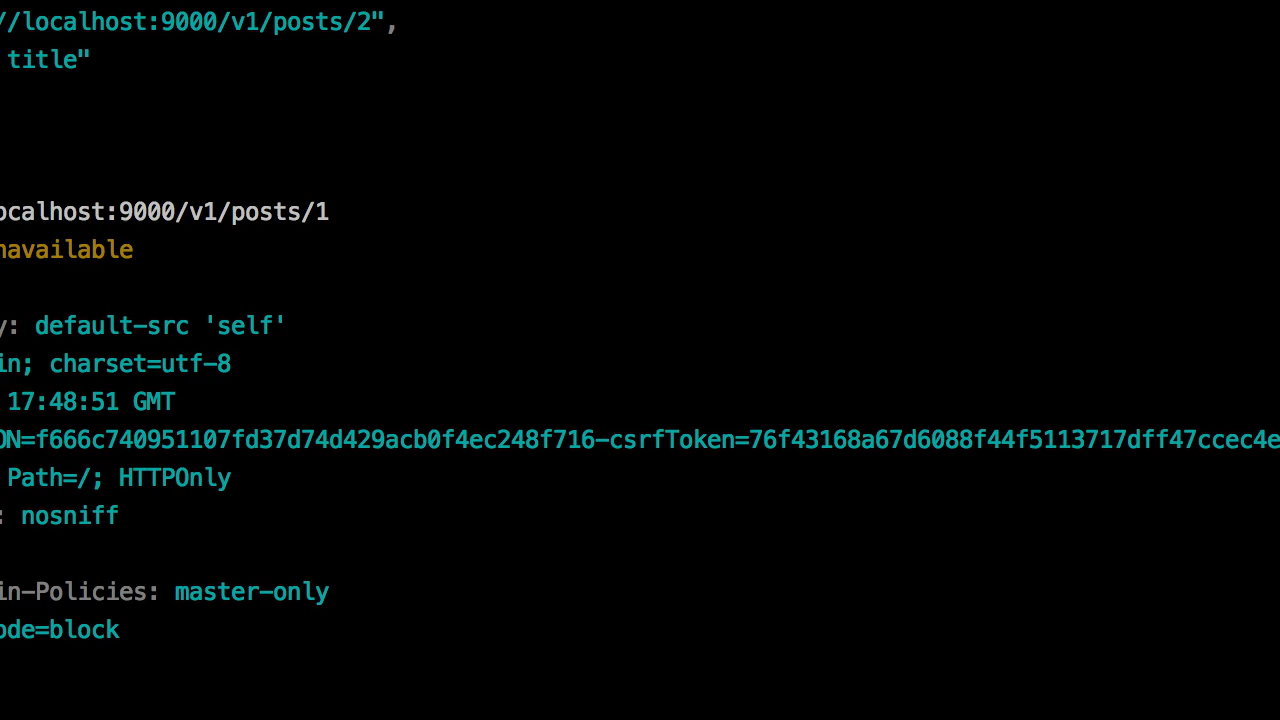 //localhost:9000/v1/posts/2",
title"
ocalhost:9000/v1/posts/1
navailable
y: default-src 'self'
in; charset=utf-8
17:48:51 GMT
ON=f666c740951107fd37d74d429acb0f4ec248f716-csrfToken=76f43168a67d6088f44f5113717dff47ccec4e
Path=/; HTTPOnly
: nosniff
in-Policies: master-only
ode=block